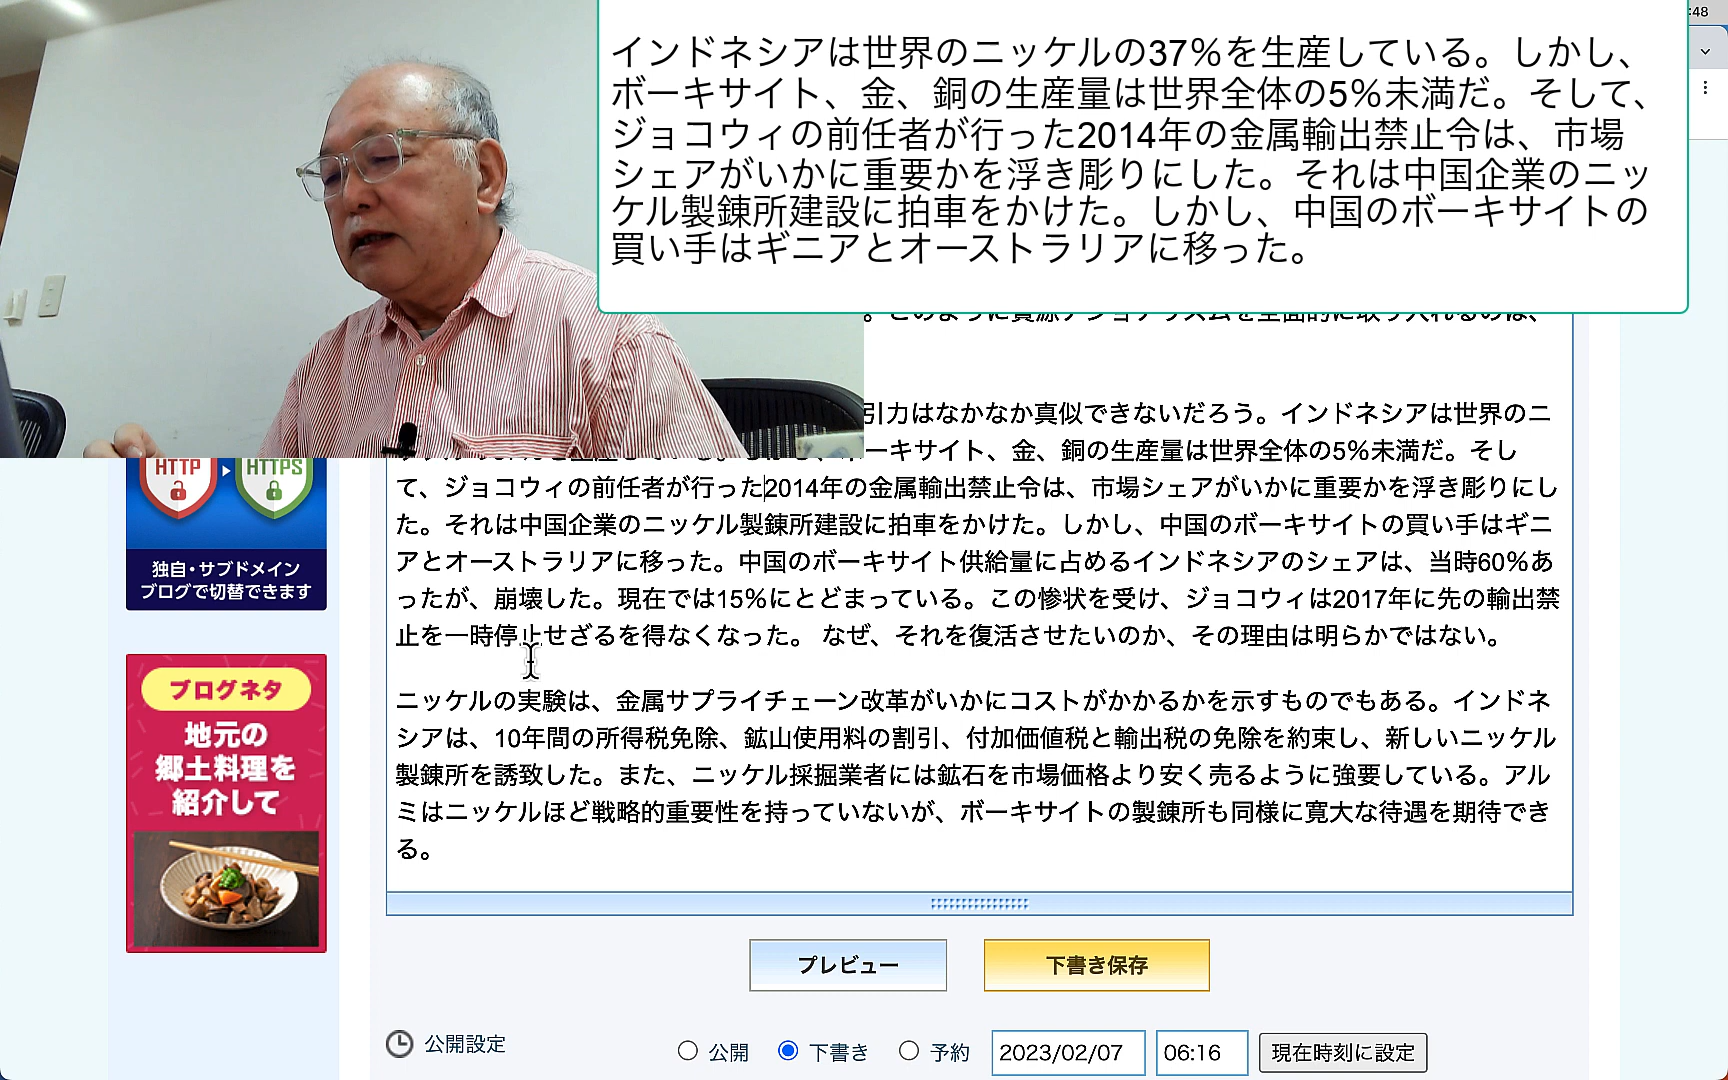 :48
インドネシアは世界のニッケルの37％を生産している。しかし、
ボーキサイト、金、銅の生産量は世界全体の5％未満だ。そして、
ジョコウィの前任者が行った2014年の金属輸出禁止令は、市場
シェアがいかに重要かを浮き彫りにした。それは中国企業のニッ
ケル製錬所建設に拍車をかけた。しかし、中国のボーキサイトの
買い手はギニアとオーストラリアに移った。
。このように資源ナショナリズムを全面的に取り入れるのは、
引力はなかなか真似できないだろう。インドネシアは世界のニ
ーキサイト、金、銅の生産量は世界全体の5％未満だ。そし
て、ジョコウィの前任者が行った2014年の金属輸出禁止令は、市場シェアがいかに重要かを浮き彫りにし
た。それは中国企業のニッケル製錬所建設に拍車をかけた。しかし、中国のボーキサイトの買い手はギニ
アとオーストラリアに移った。中国のボーキサイト供給量に占めるインドネシアのシェアは、当時60％あ
ったが、崩壊した。現在では15％にとどまっている。この惨状を受け、ジョコウィは2017年に先の輸出禁
止を一時停止せざるを得なくなった。 なぜ、それを復活させたいのか、その理由は明らかではない。
ニッケルの実験は、金属サプライチェーン改革がいかにコストがかかるかを示すものでもある。インドネ
シアは、10年間の所得税免除、鉱山使用料の割引、付加価値税と輸出税の免除を約束し、新しいニッケル
製錬所を誘致した。また、ニッケル採掘業者には鉱石を市場価格より安く売るように強要している。アル
ミはニッケルほど戦略的重要性を持っていないが、ボーキサイトの製錬所も同様に寛大な待遇を期待でき
る。
HTTP HTTPS
独自・サブドメイン
ブログで切替できます
ブログネタ
地元の
郷土料理を
紹介して
プレビュー 下書き保存
公開設定 公開 下書き 予約 2023/02/07 06:16 現在時刻に設定